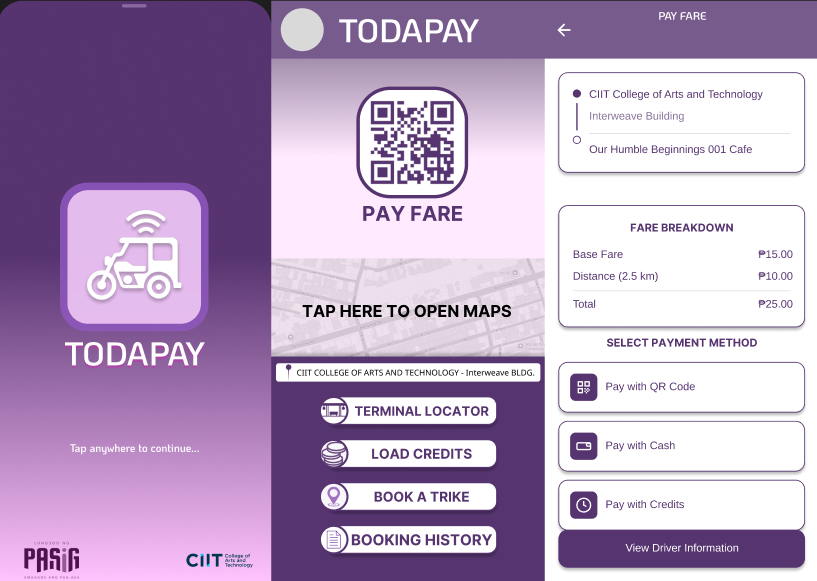 TODAPAY
Tap anywhere to continue...
LUNGSOD NG
PASIG
CIIT College of
Arts and
Technology
TODAPAY
PAY FARE
TAP HERE TO OPEN MAPS
CIIT COLLEGE OF ARTS AND TECHNOLOGY - Interweave BLDG.
TERMINAL LOCATOR
LOAD CREDITS
BOOK A TRIKE
BOOKING HISTORY
PAY FARE
CIIT College of Arts and Technology
Interweave Building
Our Humble Beginnings 001 Cafe
FARE BREAKDOWN
Base Fare ₱15.00
Distance (2.5 km) ₱10.00
Total ₱25.00
SELECT PAYMENT METHOD
Pay with QR Code
Pay with Cash
Pay with Credits
View Driver Information